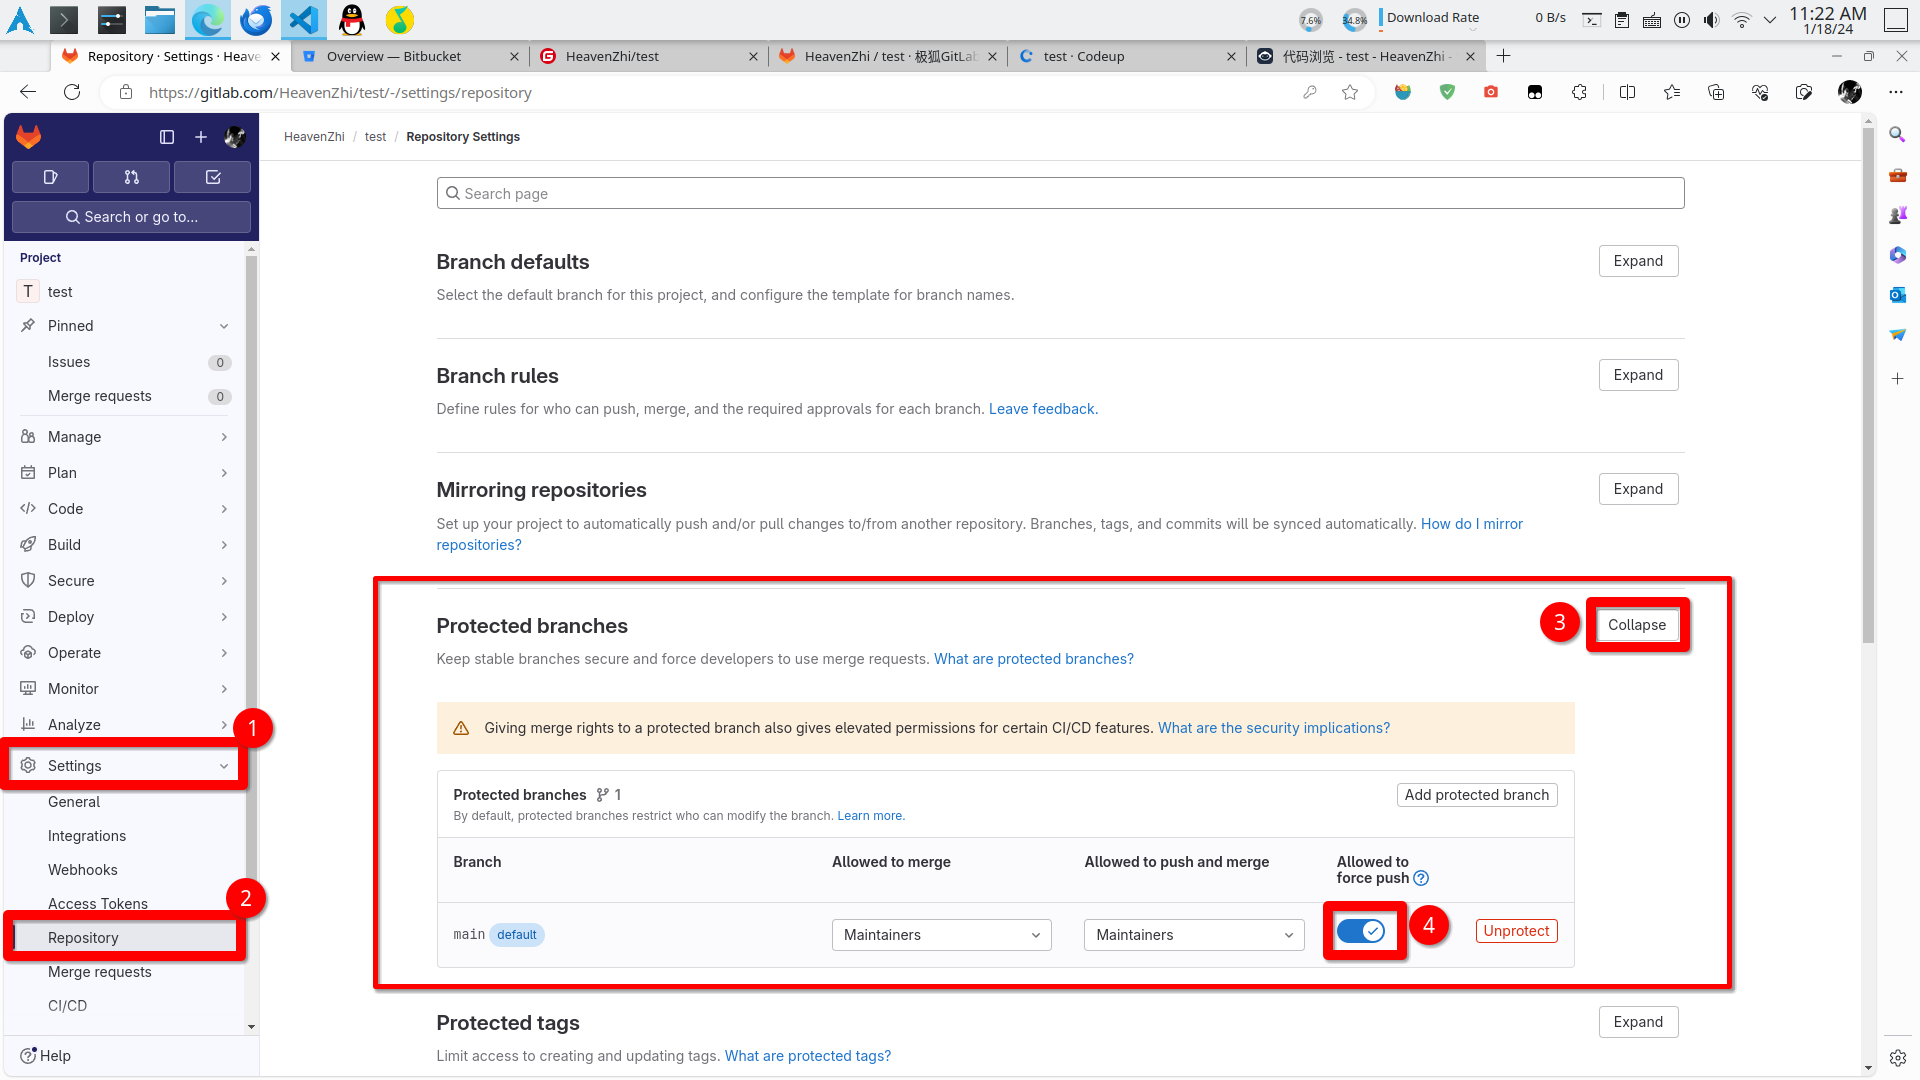 7.6%
34.8%
Download Rate
0 B/s
11:22 AM
1/18/24
Repository · Settings · Heave
Overview — Bitbucket
HeavenZhi/test
HeavenZhi / test · 极狐GitLab
test · Codeup
代码浏览 - test - HeavenZhi -
https://gitlab.com/HeavenZhi/test/-/settings/repository
HeavenZhi / test / Repository Settings
Search or go to...
Project
T test
Pinned
Issues 0
Merge requests 0
Manage
Plan
Code
Build
Secure
Deploy
Operate
Monitor
Analyze
1
Settings
General
Integrations
Webhooks
Access Tokens
2
Repository
Merge requests
CI/CD
Help
Search page
Branch defaults
Expand
Select the default branch for this project, and configure the template for branch names.
Branch rules
Expand
Define rules for who can push, merge, and the required approvals for each branch. Leave feedback.
Mirroring repositories
Expand
Set up your project to automatically push and/or pull changes to/from another repository. Branches, tags, and commits will be synced automatically. How do I mirror
repositories?
Protected branches
3
Collapse
Keep stable branches secure and force developers to use merge requests. What are protected branches?
Giving merge rights to a protected branch also gives elevated permissions for certain CI/CD features. What are the security implications?
Protected branches 1
Add protected branch
By default, protected branches restrict who can modify the branch. Learn more.
Branch
Allowed to merge
Allowed to push and merge
Allowed to
force push
main default
Maintainers
Maintainers
4
Unprotect
Protected tags
Expand
Limit access to creating and updating tags. What are protected tags?